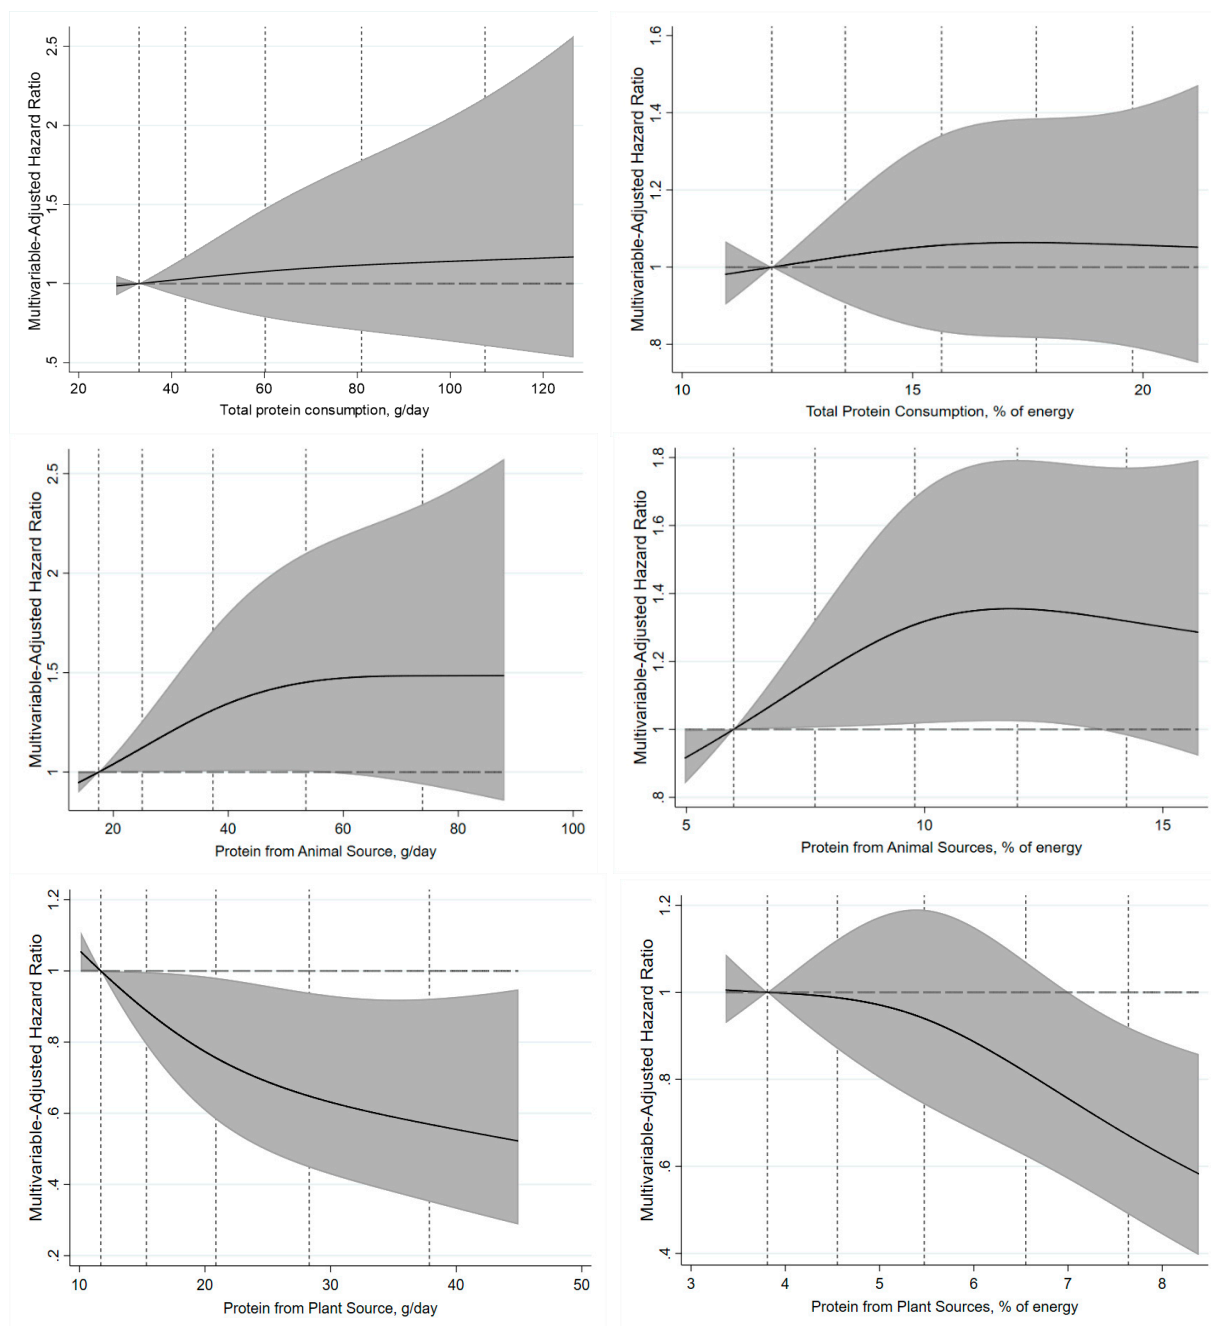 Multivariable-Adjusted Hazard Ratio
2.5
2
1.5
1
.5
20 40 60 80 100 120
Total protein consumption, g/day
Multivariable-Adjusted Hazard Ratio
1.6
1.4
1.2
1
.8
10 15 20
Total Protein Consumption, % of energy
Multivariable-Adjusted Hazard Ratio
2.5
2
1.5
1
20 40 60 80 100
Protein from Animal Source, g/day
Multivariable-Adjusted Hazard Ratio
1.8
1.6
1.4
1.2
1
.8
5 10 15
Protein from Animal Sources, % of energy
Multivariable-Adjusted Hazard Ratio
1.2
1
.8
.6
.4
.2
10 20 30 40 50
Protein from Plant Source, g/day
Multivariable-Adjusted Hazard Ratio
1.2
1
.8
.6
.4
3 4 5 6 7 8
Protein from Plant Sources, % of energy